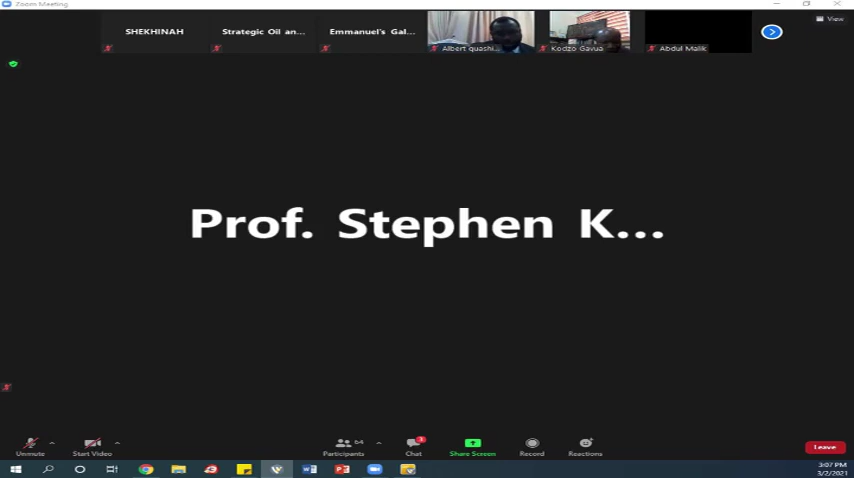 Zoom Meeting
View
SHEKHINAH
Strategic Oil an...
Emmanuel's Gal...
Albert quashi...
Kodzo Gavua
Abdul Malik
Prof. Stephen K...
64
3
Unmute
Start Video
Participants
Chat
Share Screen
Record
Reactions
Leave
3:07 PM
3/2/2021